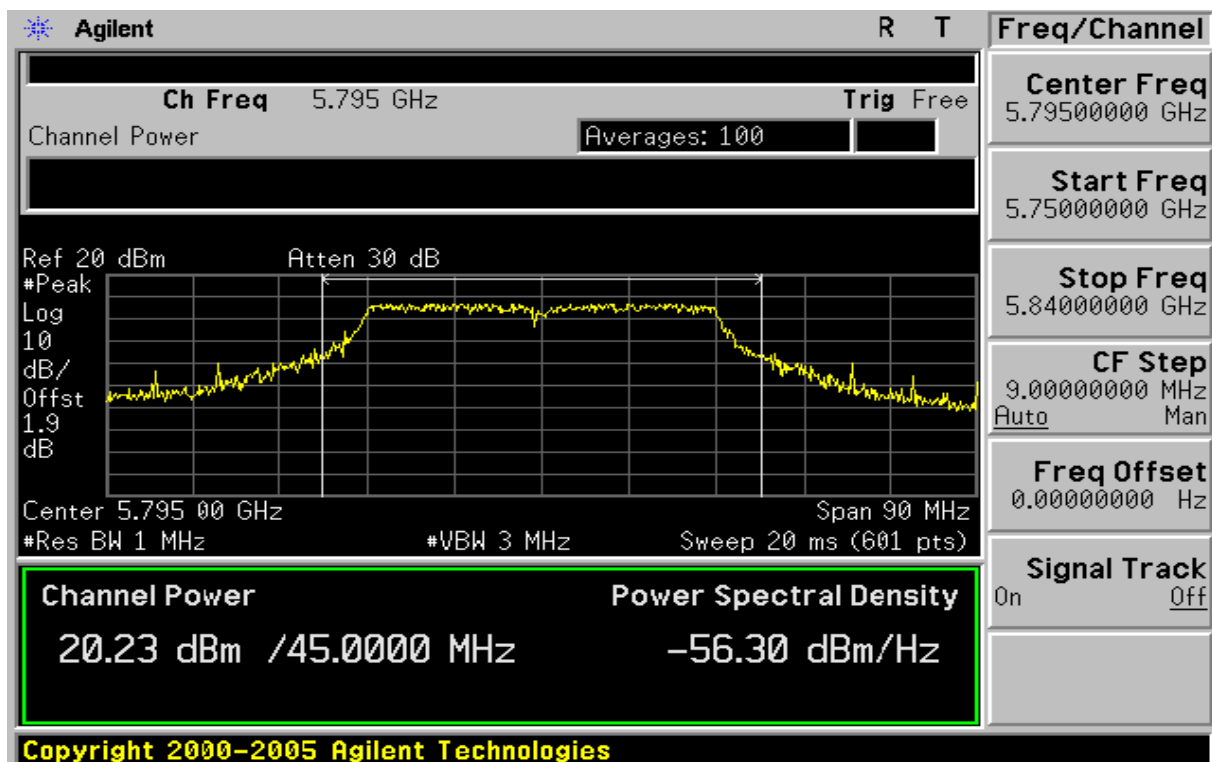 Agilent R T
Freq/Channel
Ch Freq 5.795 GHz Trig Free
Channel Power Averages: 100
Ref 20 dBm Atten 30 dB
#Peak
Log
10
dB/
Offst
1.9
dB
Center 5.795 00 GHz Span 90 MHz
#Res BW 1 MHz #VBW 3 MHz Sweep 20 ms (601 pts)
Channel Power Power Spectral Density
20.23 dBm /45.0000 MHz -56.30 dBm/Hz
Center Freq
5.79500000 GHz
Start Freq
5.75000000 GHz
Stop Freq
5.84000000 GHz
CF Step
9.00000000 MHz
Auto Man
Freq Offset
0.00000000 Hz
Signal Track
On Off
Copyright 2000-2005 Agilent Technologies